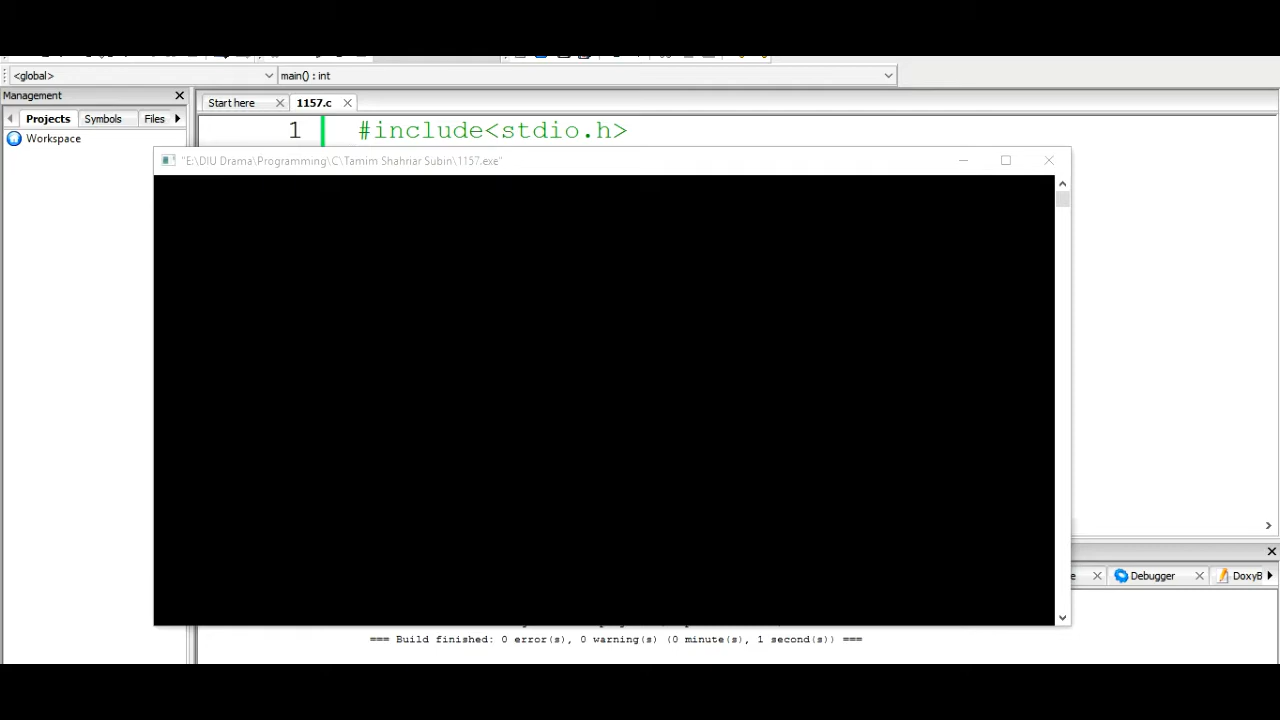 <global>
main() : int
Management
Start here
1157.c
Projects
Symbols
Files
1
#include<stdio.h>
Workspace
"E:\DIU Drama\Programming\C\Tamim Shahriar Subin\1157.exe"
Debugger
DoxyB
=== Build finished: 0 error(s), 0 warning(s) (0 minute(s), 1 second(s)) ===